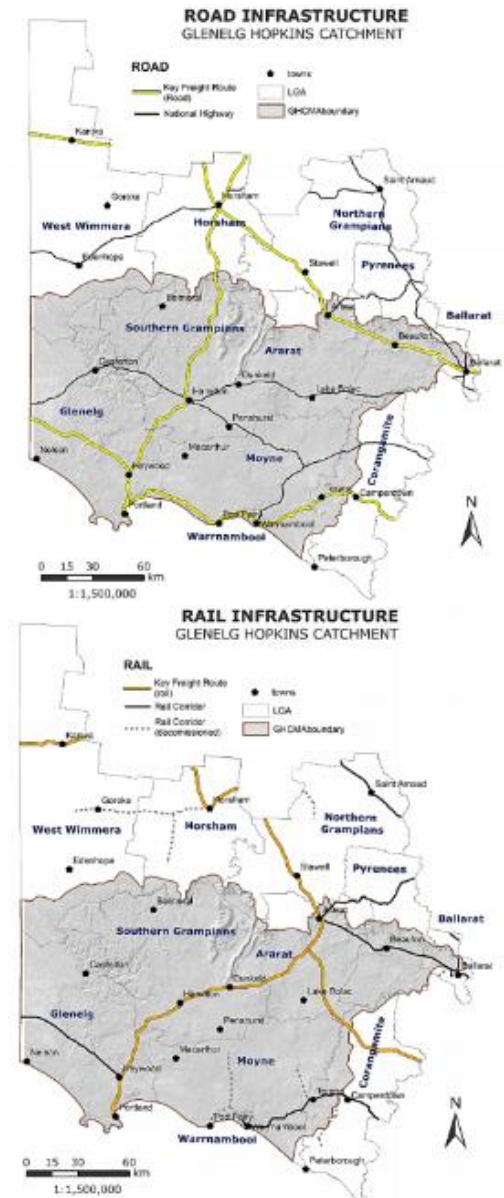 ROAD INFRASTRUCTURE
GLENELG HOPKINS CATCHMENT
ROAD
Key Freight Route
(Road)
National Highway
towns
LGA
GHCMAboundary
Kaniva
Goroke
Horsham
West Wimmera
Horsham
Edenhope
Saint Arnaud
Northern
Grampians
Stawell
Pyrenees
Ararat
Ballarat
Balmoral
Southern Grampians
Beaufort
Ararat
Ballarat
Casterton
Dunkeld
Hamilton
Lake Bolac
Glenelg
Penshurst
Macarthur
Moyne
Corangamite
Nelson
Heywood
Camperdown
Portland
Port Fairy
Warrnambool
Warrnambool
Peterborough
N
0 15 30 60
km
1:1,500,000
RAIL INFRASTRUCTURE
GLENELG HOPKINS CATCHMENT
RAIL
Key Freight Route
(rail)
Rail Corridor
Rail Corridor
(decomissioned)
towns
LGA
GHCMAboundary
Kaniva
Goroke
Horsham
West Wimmera
Horsham
Saint Arnaud
Northern
Grampians
Edenhope
Stawell
Pyrenees
Ararat
Balmoral
Southern Grampians
Ballarat
Ararat
Beaufort
Ballarat
Casterton
Dunkeld
Hamilton
Lake Bolac
Glenelg
Penshurst
Macarthur
Moyne
Corangamite
Nelson
Heywood
Camperdown
Portland
Port Fairy
Warrnambool
Warrnambool
Peterborough
N
0 15 30 60
km
1:1,500,000